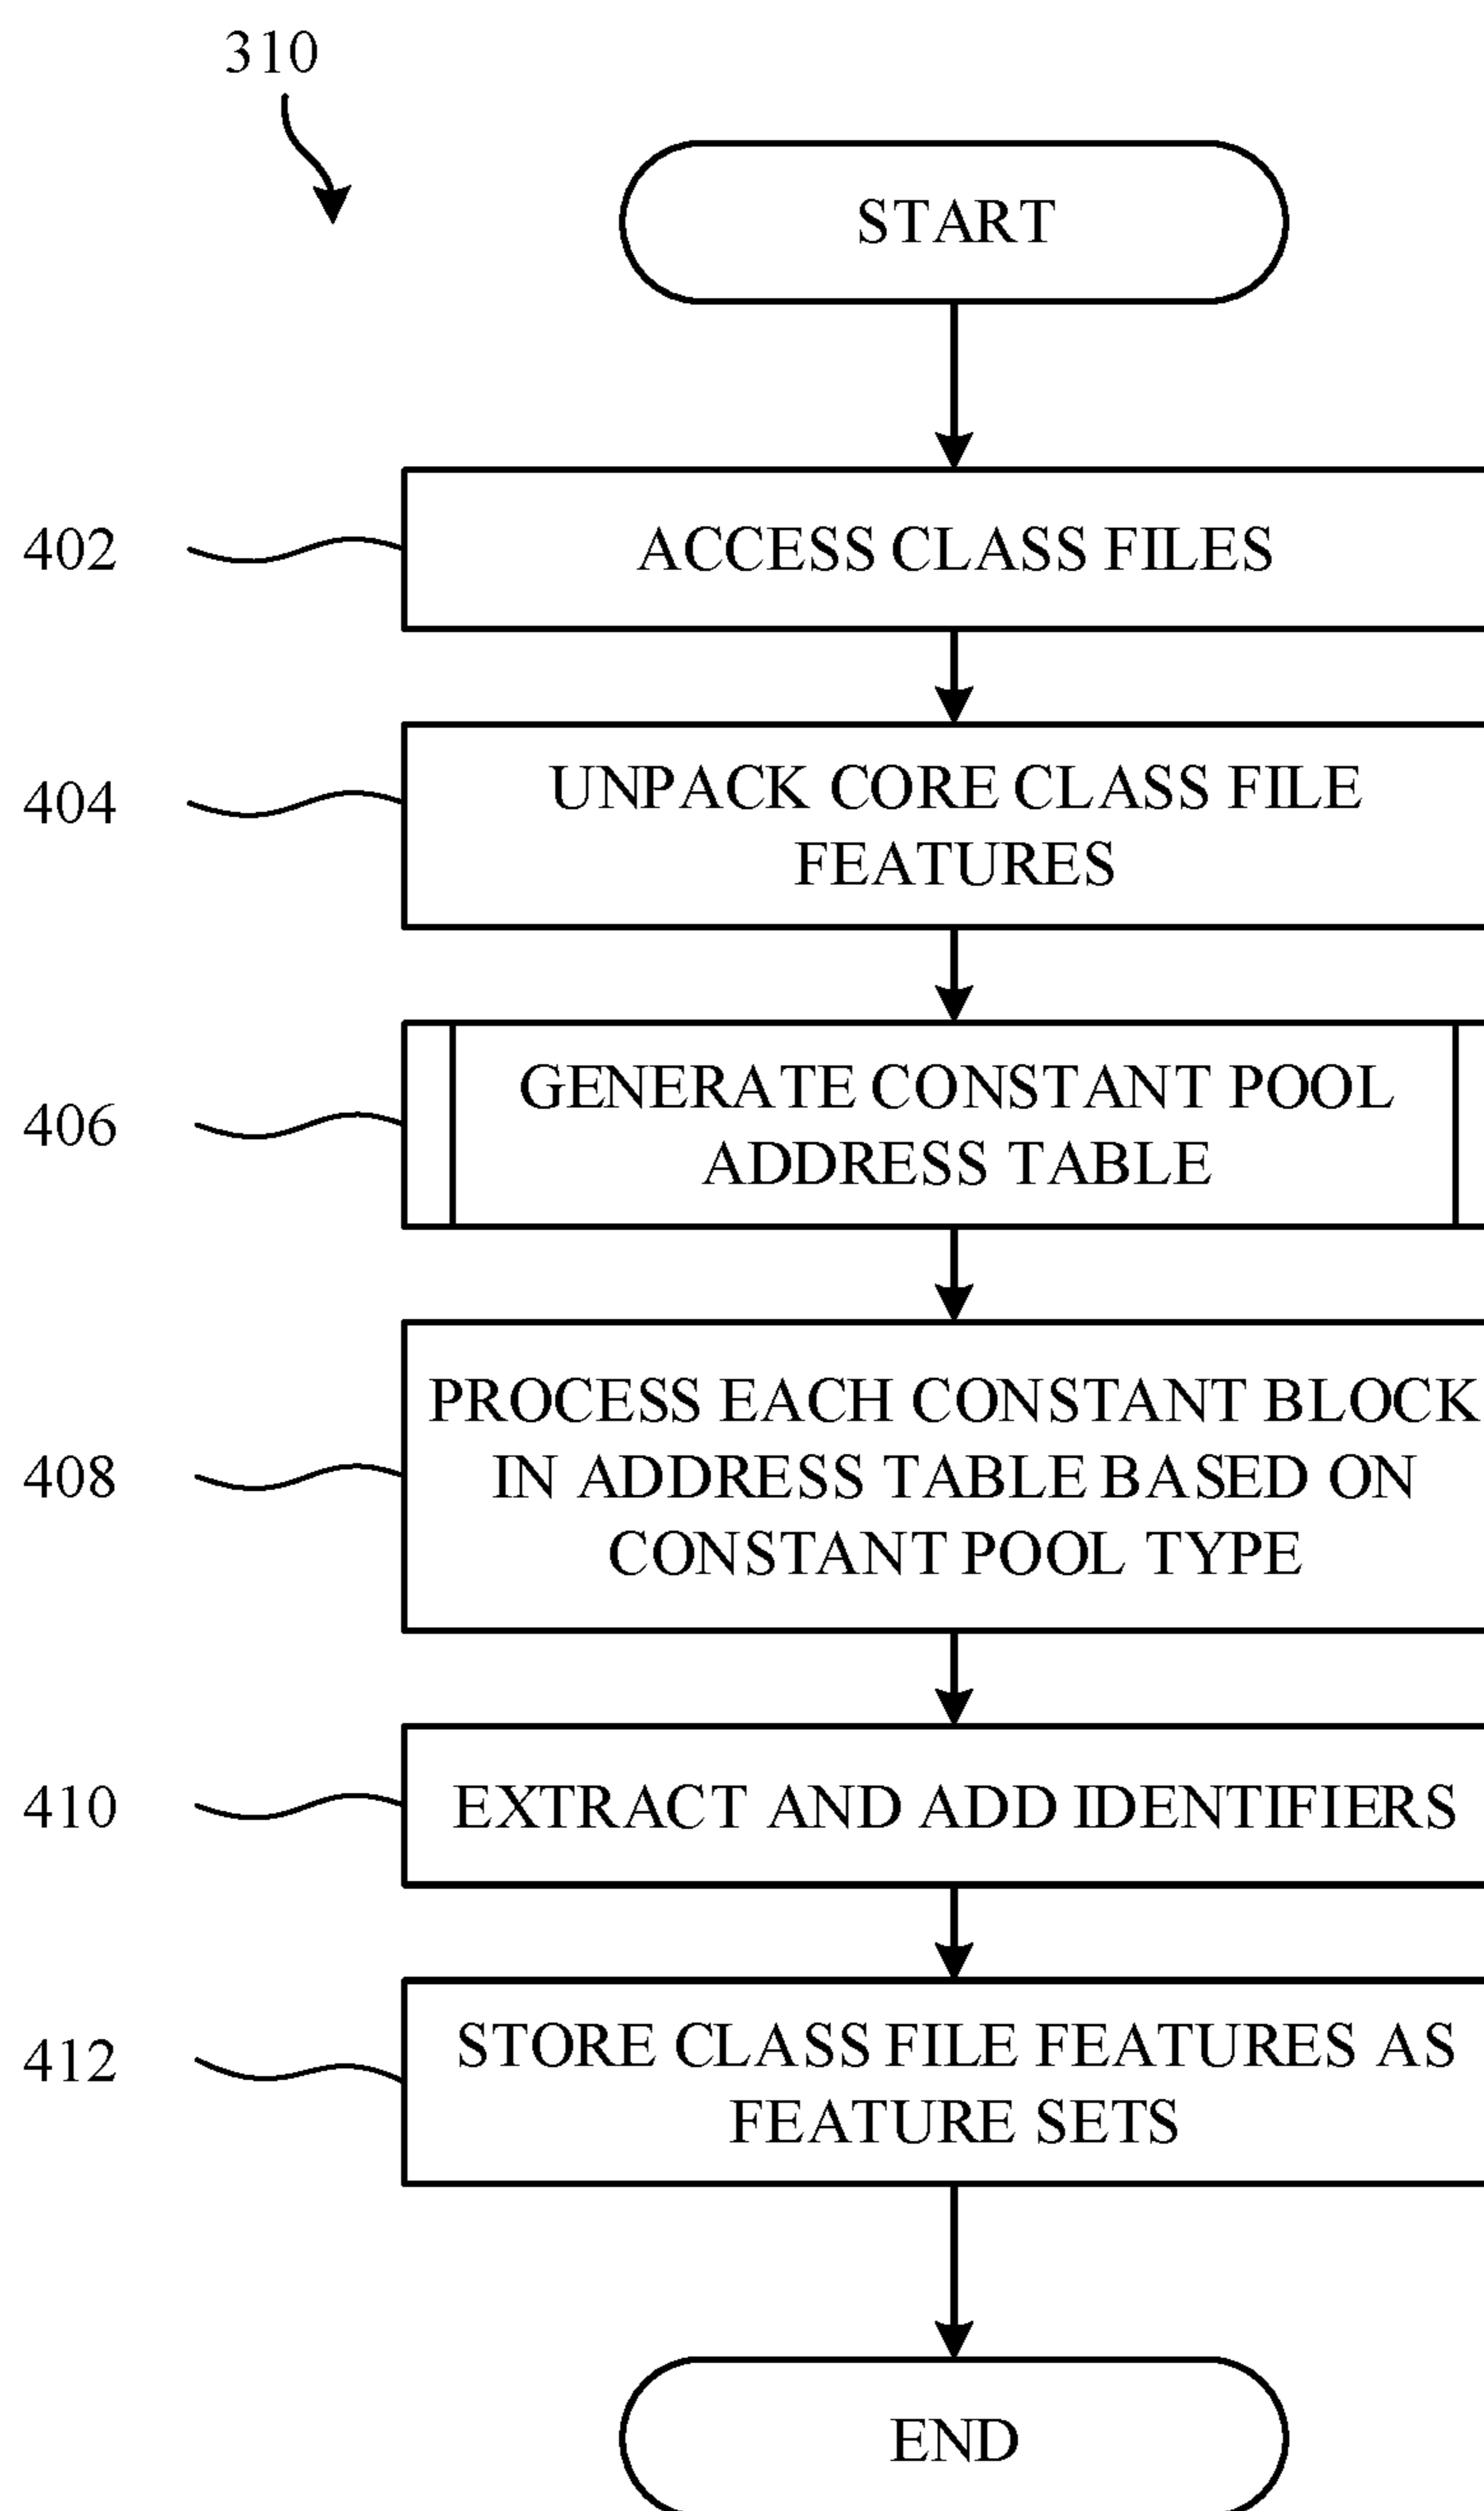 310
START
402
ACCESS CLASS FILES
404
UNPACK CORE CLASS FILE
FEATURES
406
GENERATE CONSTANT POOL
ADDRESS TABLE
408
PROCESS EACH CONSTANT BLOCK
IN ADDRESS TABLE BASED ON
CONSTANT POOL TYPE
410
EXTRACT AND ADD IDENTIFIERS
412
STORE CLASS FILE FEATURES AS
FEATURE SETS
END